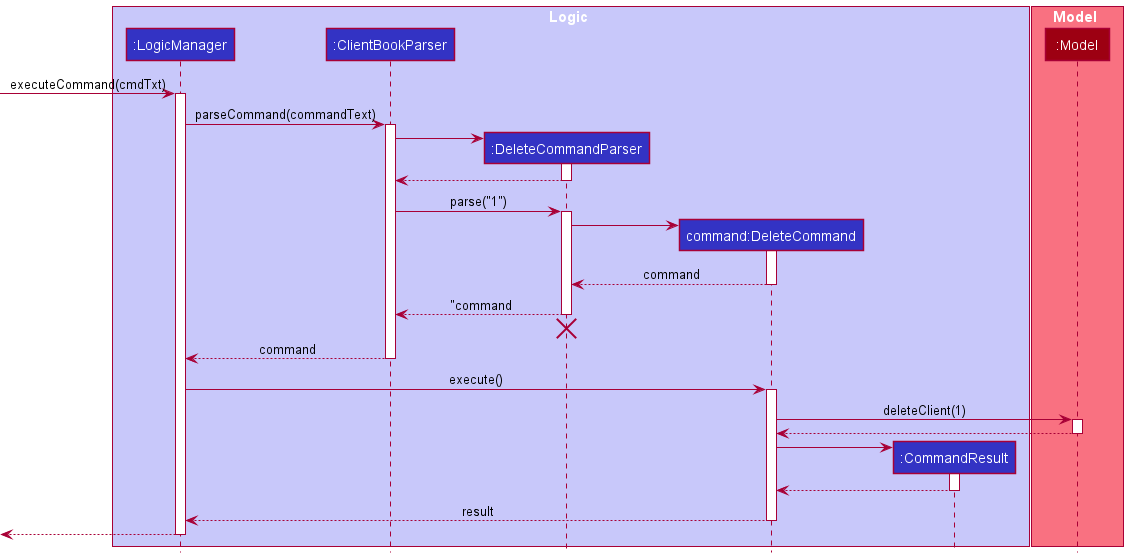 Logic
Model
:LogicManager
:ClientBookParser
:Model
executeCommand(cmdTxt)
parseCommand(commandText)
:DeleteCommandParser
parse("1")
command:DeleteCommand
command
"command
command
execute()
deleteClient(1)
:CommandResult
result